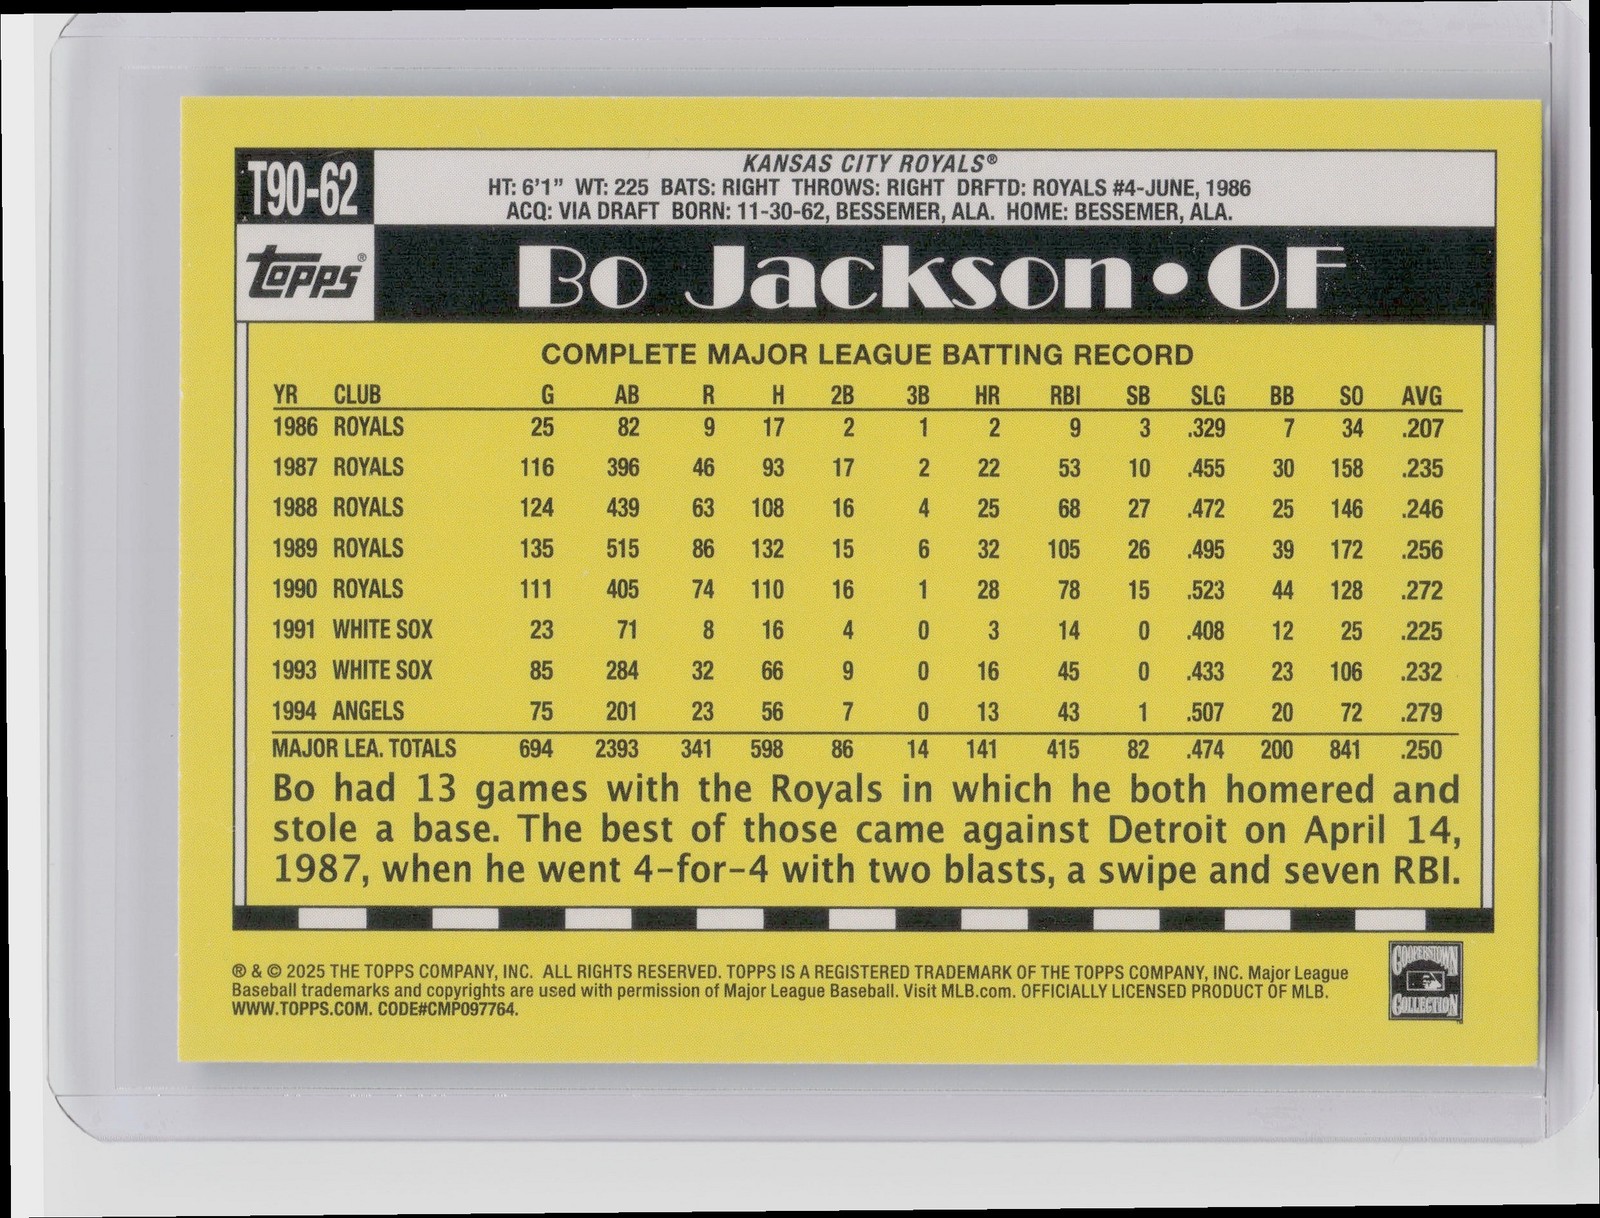 T90-62
KANSAS CITY ROYALS®
HT: 6'1" WT: 225 BATS: RIGHT THROWS: RIGHT DRFTD: ROYALS #4-JUNE, 1986
ACQ: VIA DRAFT BORN: 11-30-62, BESSEMER, ALA. HOME: BESSEMER, ALA.
topps®
Bo Jackson • OF
COMPLETE MAJOR LEAGUE BATTING RECORD
YR CLUB G AB R H 2B 3B HR RBI SB SLG BB SO AVG
1986 ROYALS 25 82 9 17 2 1 2 9 3 .329 7 34 .207
1987 ROYALS 116 396 46 93 17 2 22 53 10 .455 30 158 .235
1988 ROYALS 124 439 63 108 16 4 25 68 27 .472 25 146 .246
1989 ROYALS 135 515 86 132 15 6 32 105 26 .495 39 172 .256
1990 ROYALS 111 405 74 110 16 1 28 78 15 .523 44 128 .272
1991 WHITE SOX 23 71 8 16 4 0 3 14 0 .408 12 25 .225
1993 WHITE SOX 85 284 32 66 9 0 16 45 0 .433 23 106 .232
1994 ANGELS 75 201 23 56 7 0 13 43 1 .507 20 72 .279
MAJOR LEA. TOTALS 694 2393 341 598 86 14 141 415 82 .474 200 841 .250
Bo had 13 games with the Royals in which he both homered and
stole a base. The best of those came against Detroit on April 14,
1987, when he went 4-for-4 with two blasts, a swipe and seven RBI.
® & © 2025 THE TOPPS COMPANY, INC. ALL RIGHTS RESERVED. TOPPS IS A REGISTERED TRADEMARK OF THE TOPPS COMPANY, INC. Major League
Baseball trademarks and copyrights are used with permission of Major League Baseball. Visit MLB.com. OFFICIALLY LICENSED PRODUCT OF MLB.
WWW.TOPPS.COM. CODE#CMP097764.
COOPERSTOWN
COLLECTION